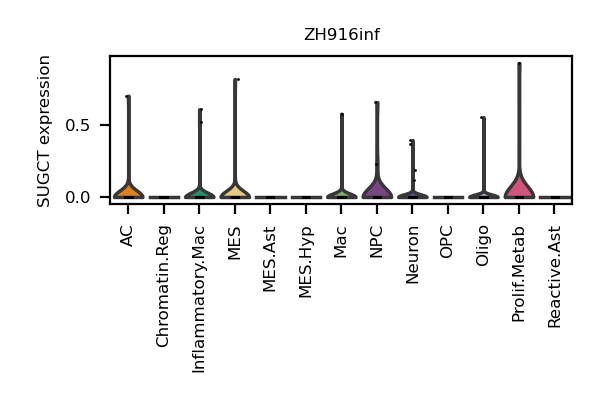 ZH916inf
SUGCT expression
0.5
0.0
AC
Chromatin.Reg
Inflammatory.Mac
MES
MES.Ast
MES.Hyp
Mac
NPC
Neuron
OPC
Oligo
Prolif.Metab
Reactive.Ast